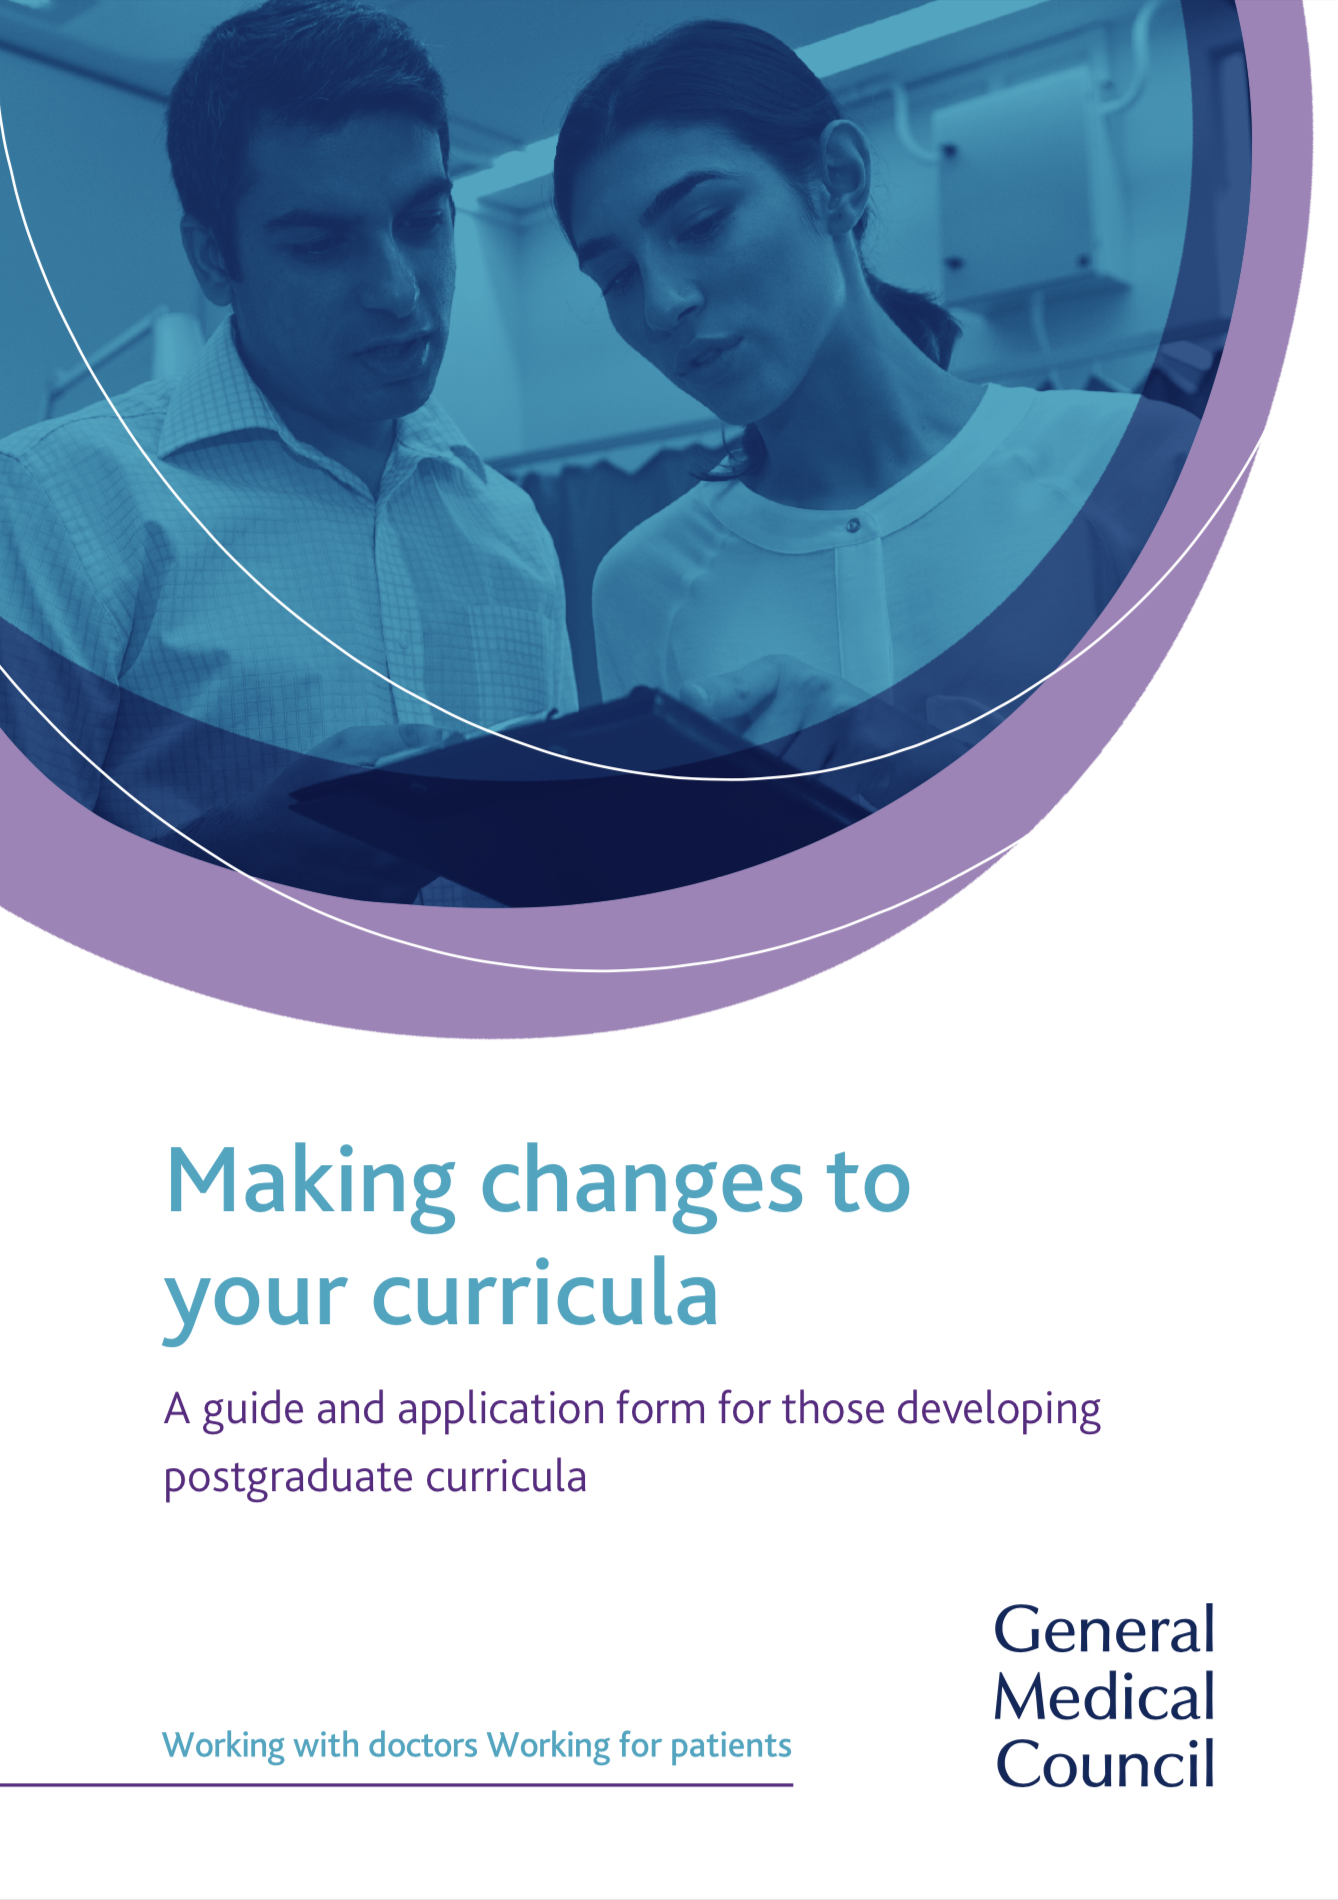 Making changes to
your curricula
A guide and application form for those developing
postgraduate curricula
Working with doctors Working for patients
General
Medical
Council